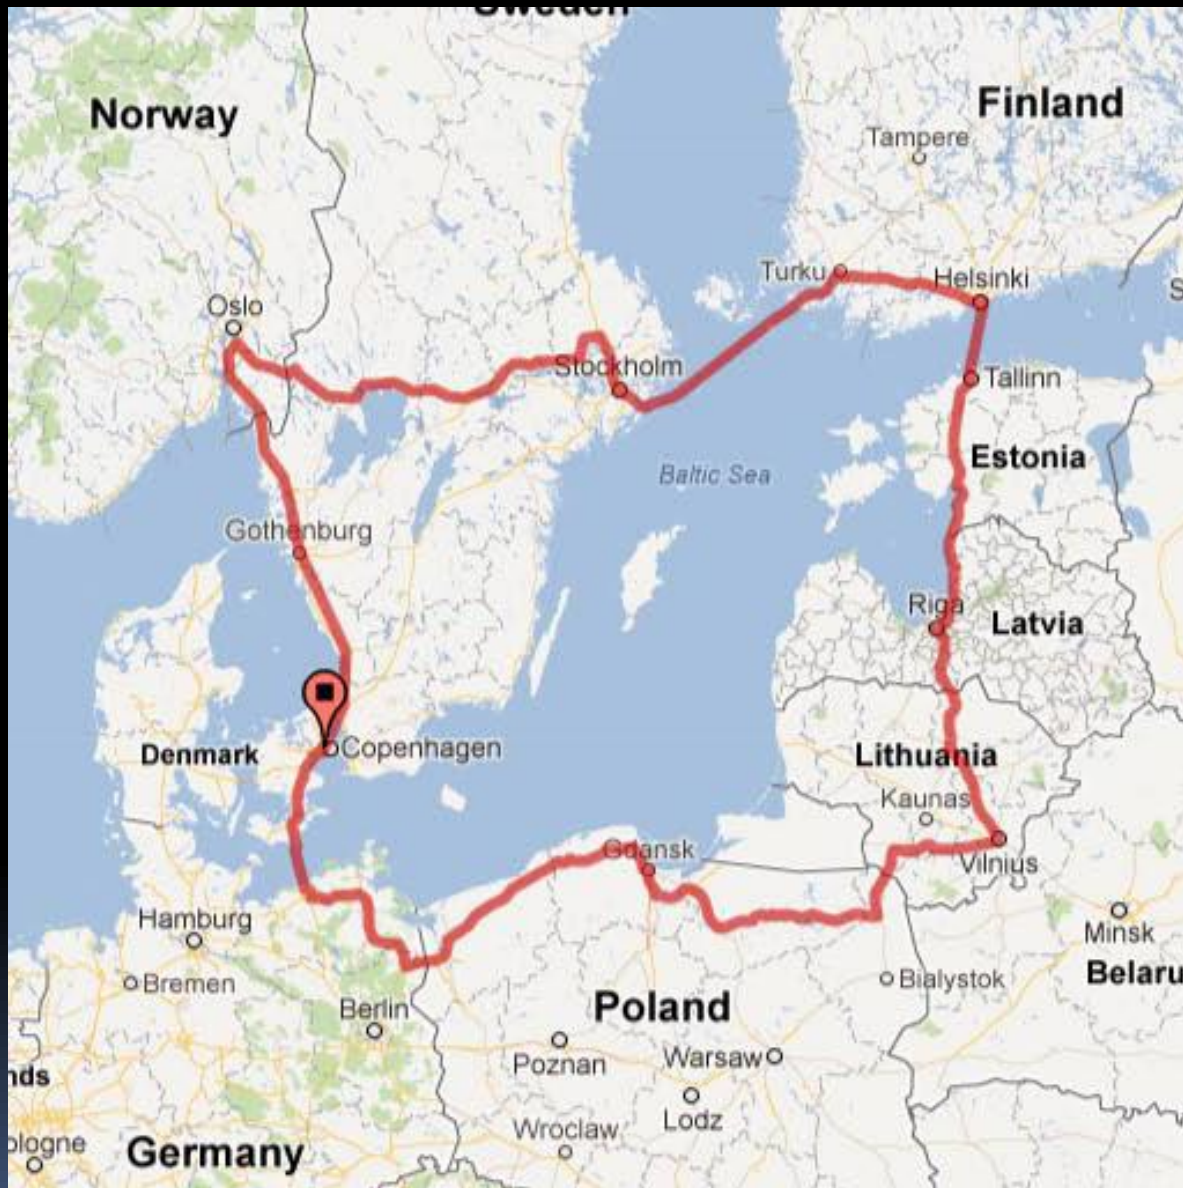 Sweden
Norway
Finland
Tampere
Turku
Helsinki
Oslo
Stockholm
Tallinn
Baltic Sea
Estonia
Gothenburg
Riga
Latvia
Copenhagen
Denmark
Lithuania
Kaunas
Gdansk
Vilnius
Hamburg
Minsk
Belaru
Bremen
Bialystok
Berlin
Poland
Poznan
Warsaw
nds
Lodz
Wroclaw
ologne
Germany
S